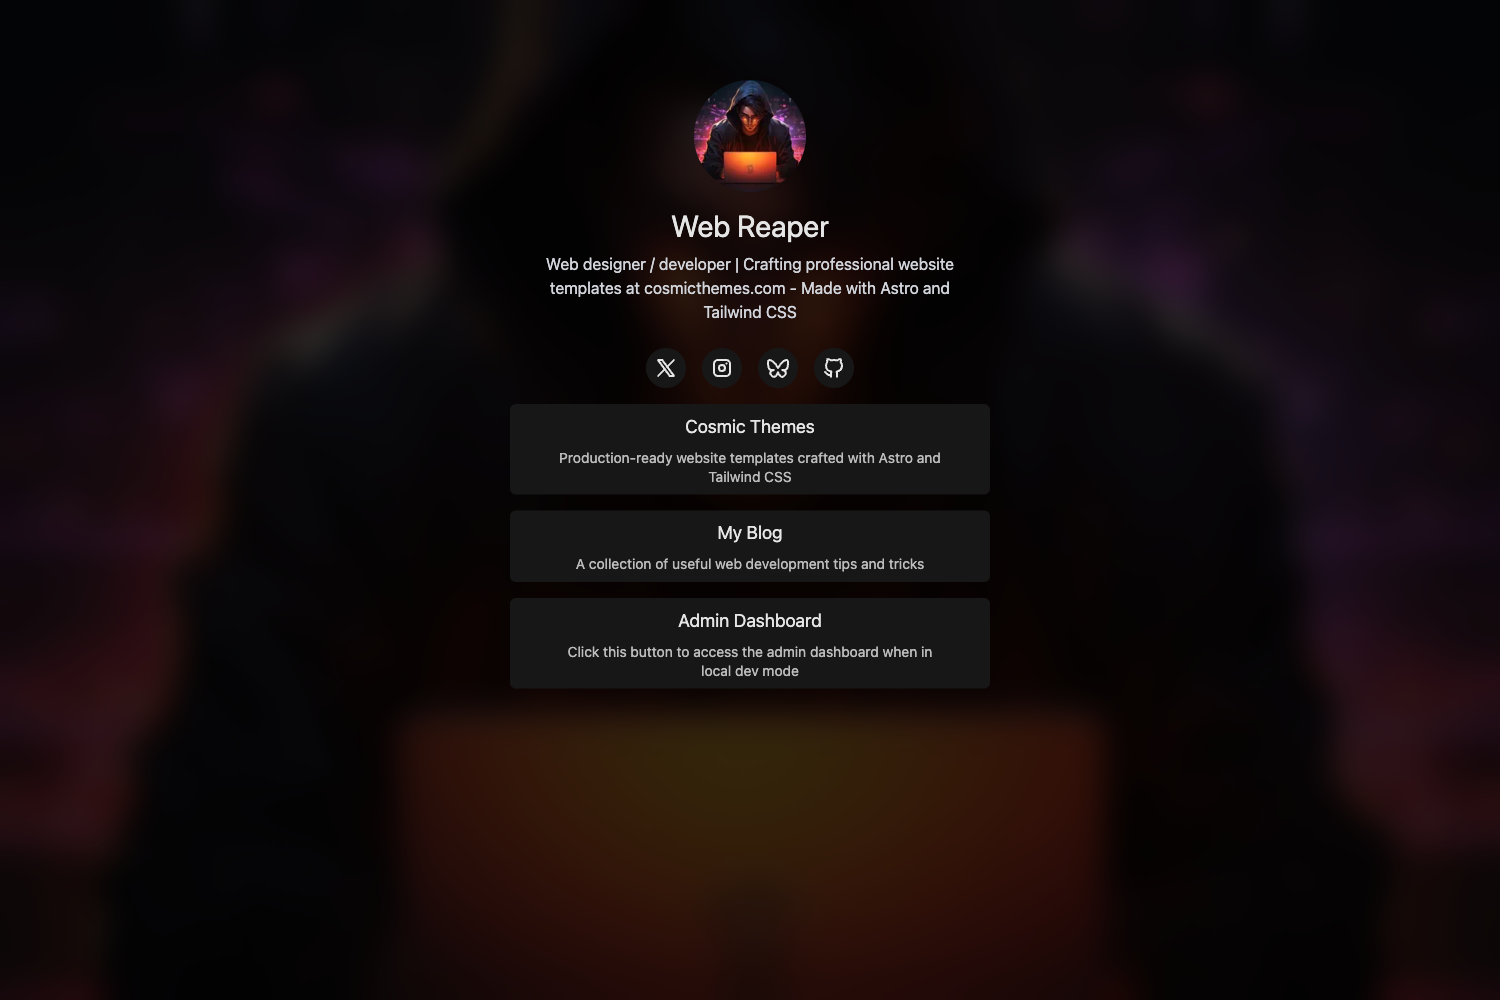 Web Reaper
Web designer / developer | Crafting professional website
templates at cosmicthemes.com - Made with Astro and
Tailwind CSS
Cosmic Themes
Production-ready website templates crafted with Astro and
Tailwind CSS
My Blog
A collection of useful web development tips and tricks
Admin Dashboard
Click this button to access the admin dashboard when in
local dev mode